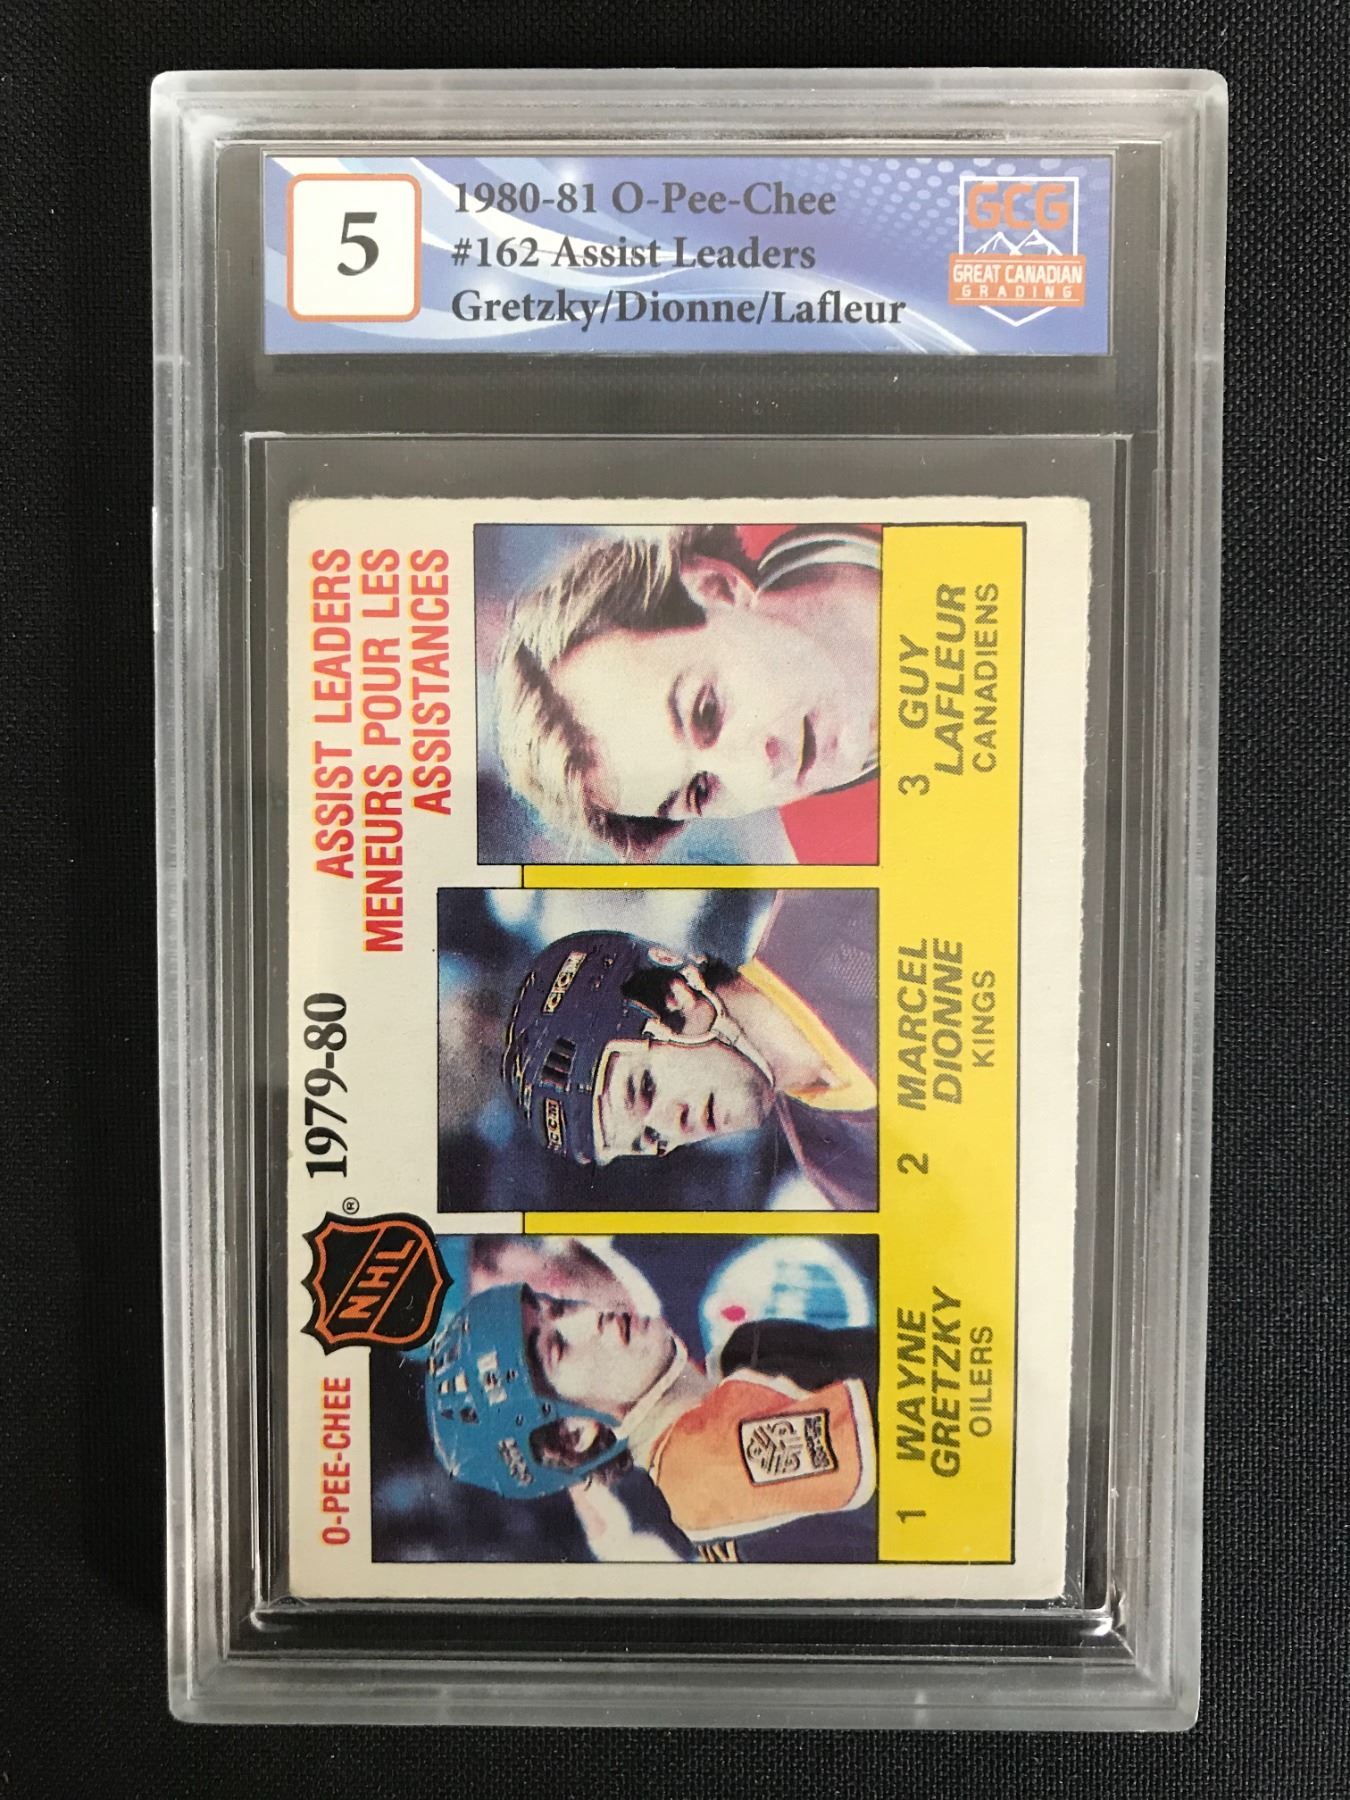 5
1980-81 O-Pee-Chee
#162 Assist Leaders
Gretzky/Dionne/Lafleur
GCG
GREAT CANADIAN
GRADING
O-PEE-CHEE
NHL
®
1979-80
ASSIST LEADERS
MENEURS POUR LES
ASSISTANCES
CCM
CCM
1 WAYNE
GRETZKY
OILERS
2 MARCEL
DIONNE
KINGS
3 GUY
LAFLEUR
CANADIENS